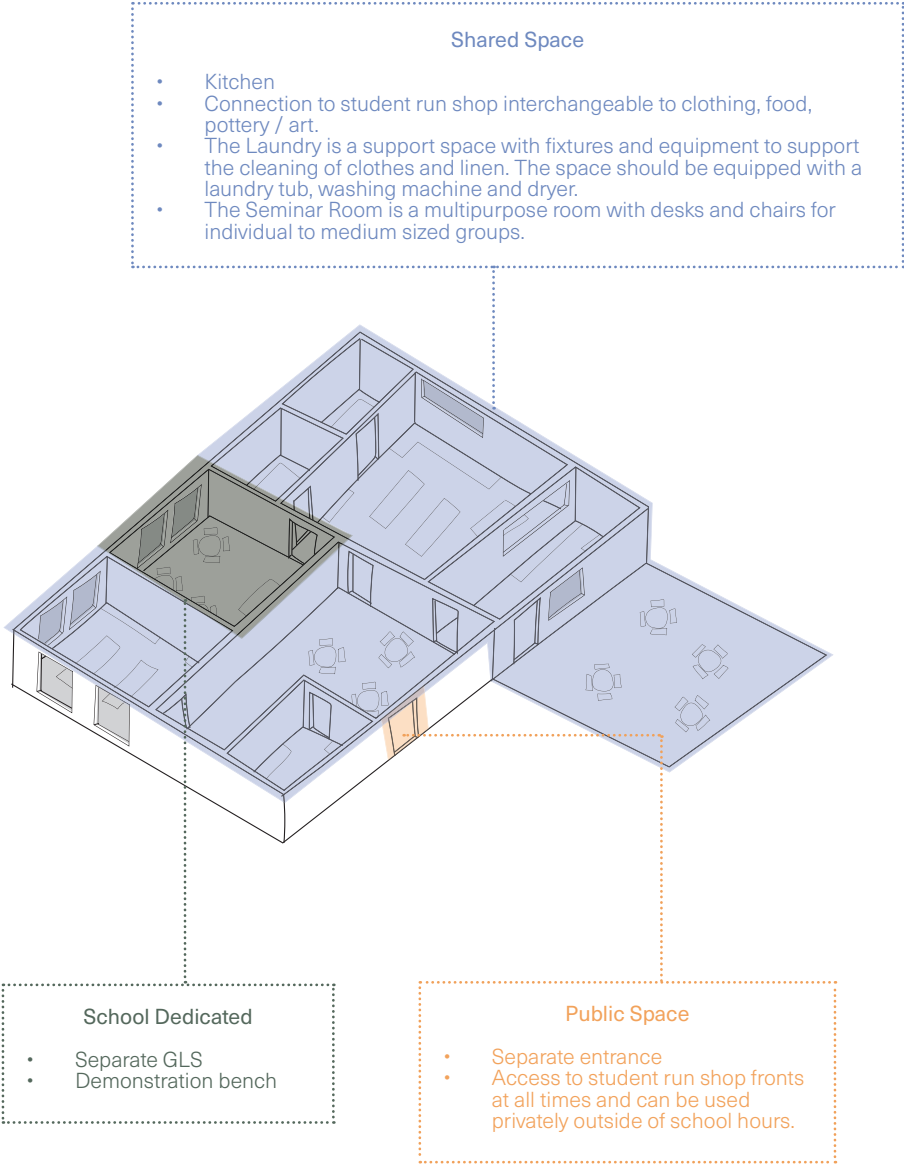 Shared Space
• Kitchen
• Connection to student run shop interchangeable to clothing, food,
pottery / art.
• The Laundry is a support space with fixtures and equipment to support
the cleaning of clothes and linen. The space should be equipped with a
laundry tub, washing machine and dryer.
• The Seminar Room is a multipurpose room with desks and chairs for
individual to medium sized groups.
School Dedicated
• Separate GLS
• Demonstration bench
Public Space
• Separate entrance
• Access to student run shop fronts
at all times and can be used
privately outside of school hours.